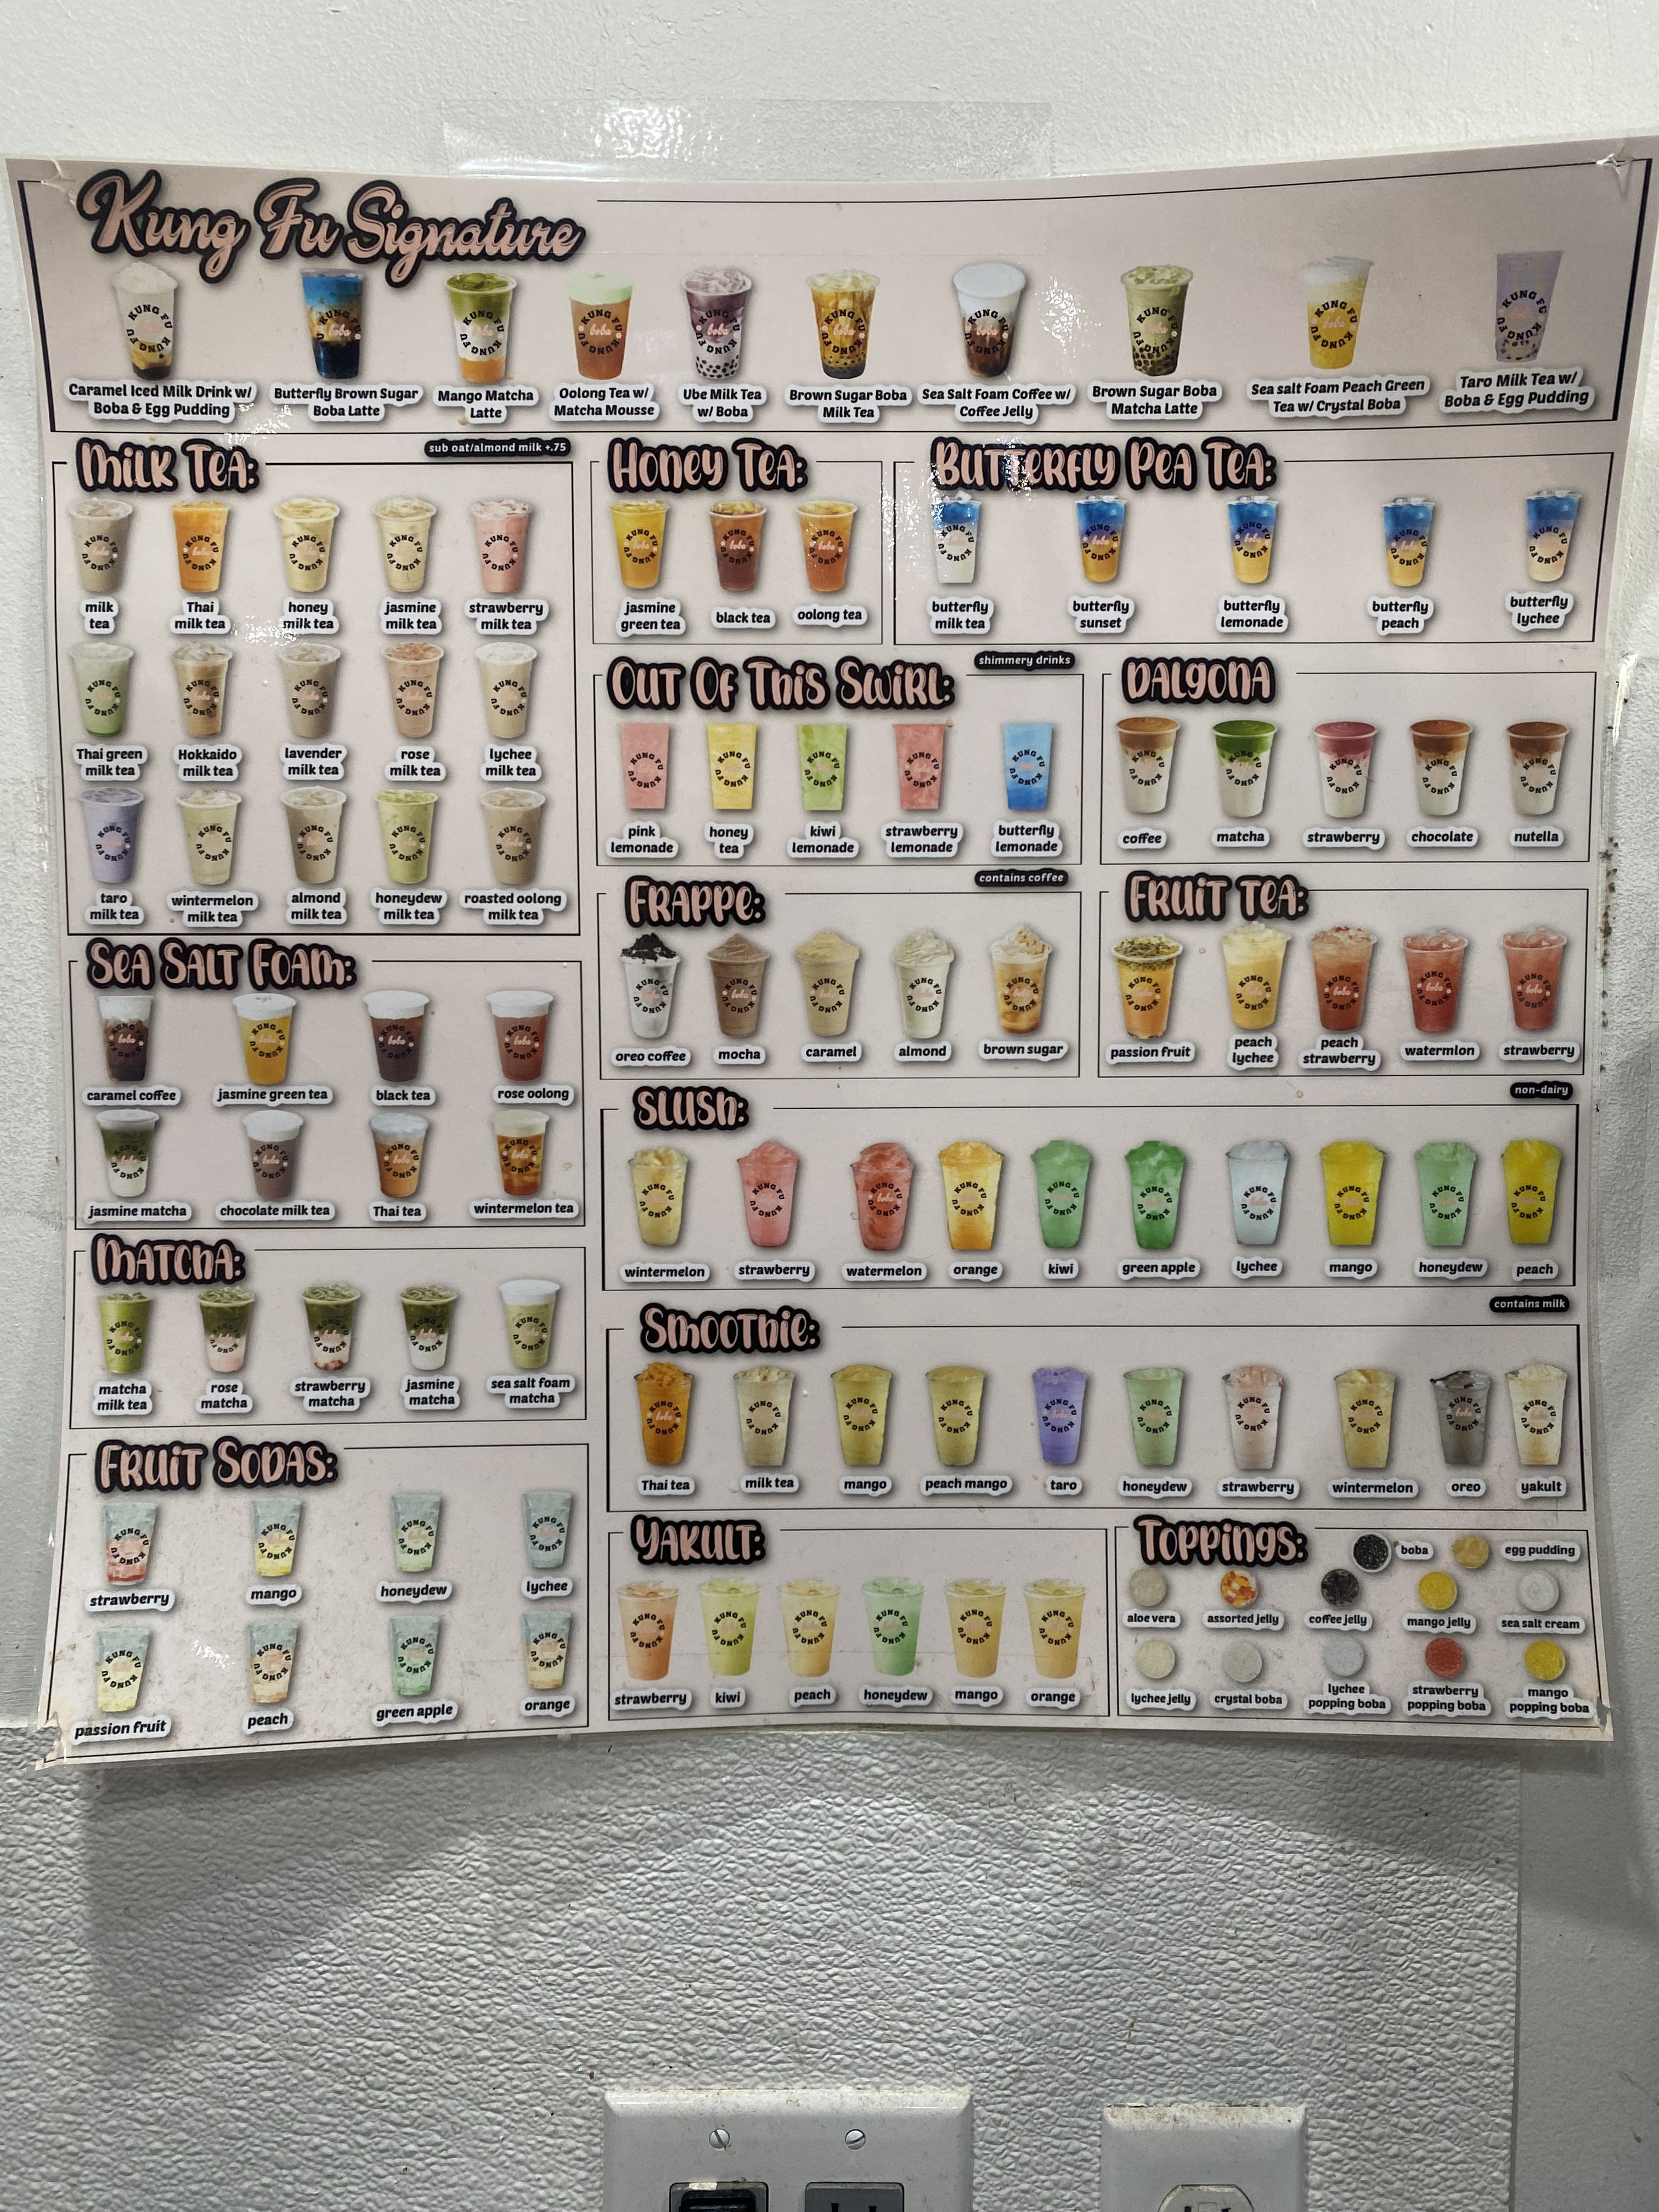 Kung Fu Signature
Caramel Iced Milk Drink w/
Boba & Egg Pudding
Butterfly Brown Sugar
Boba Latte
Mango Matcha
Latte
Oolong Tea w/
Matcha Mousse
Ube Milk Tea
w/ Boba
Brown Sugar Boba
Milk Tea
Sea Salt Foam Coffee w/
Coffee Jelly
Brown Sugar Boba
Matcha Latte
Sea salt Foam Peach Green
Tea w/ Crystal Boba
Taro Milk Tea w/
Boba & Egg Pudding
Milk Tea:
sub oat/almond milk +.75
milk
tea
Thai
milk tea
honey
milk tea
jasmine
milk tea
strawberry
milk tea
Thai green
milk tea
Hokkaido
milk tea
lavender
milk tea
rose
milk tea
lychee
milk tea
taro
milk tea
wintermelon
milk tea
almond
milk tea
honeydew
milk tea
roasted oolong
milk tea
Sea Salt Foam:
caramel coffee
jasmine green tea
black tea
rose oolong
jasmine matcha
chocolate milk tea
Thai tea
wintermelon tea
Matcha:
matcha
milk tea
rose
matcha
strawberry
matcha
jasmine
matcha
sea salt foam
matcha
Fruit Sodas:
strawberry
mango
honeydew
lychee
passion fruit
peach
green apple
orange
Honey Tea:
jasmine
green tea
black tea
oolong tea
Butterfly Pea Tea:
butterfly
milk tea
butterfly
sunset
butterfly
lemonade
butterfly
peach
butterfly
lychee
Out Of This Swirl:
shimmery drinks
pink
lemonade
honey
tea
kiwi
lemonade
strawberry
lemonade
butterfly
lemonade
Dalgona
coffee
matcha
strawberry
chocolate
nutella
Frappe:
contains coffee
oreo coffee
mocha
caramel
almond
brown sugar
Fruit Tea:
passion fruit
peach
lychee
peach
strawberry
watermlon
strawberry
Slush:
non-dairy
wintermelon
strawberry
watermelon
orange
kiwi
green apple
lychee
mango
honeydew
peach
Smoothie:
contains milk
Thai tea
milk tea
mango
peach mango
taro
honeydew
strawberry
wintermelon
oreo
yakult
Yakult:
strawberry
kiwi
peach
honeydew
mango
orange
Toppings:
boba
egg pudding
aloe vera
assorted jelly
coffee jelly
mango jelly
sea salt cream
lychee jelly
crystal boba
lychee
popping boba
strawberry
popping boba
mango
popping boba